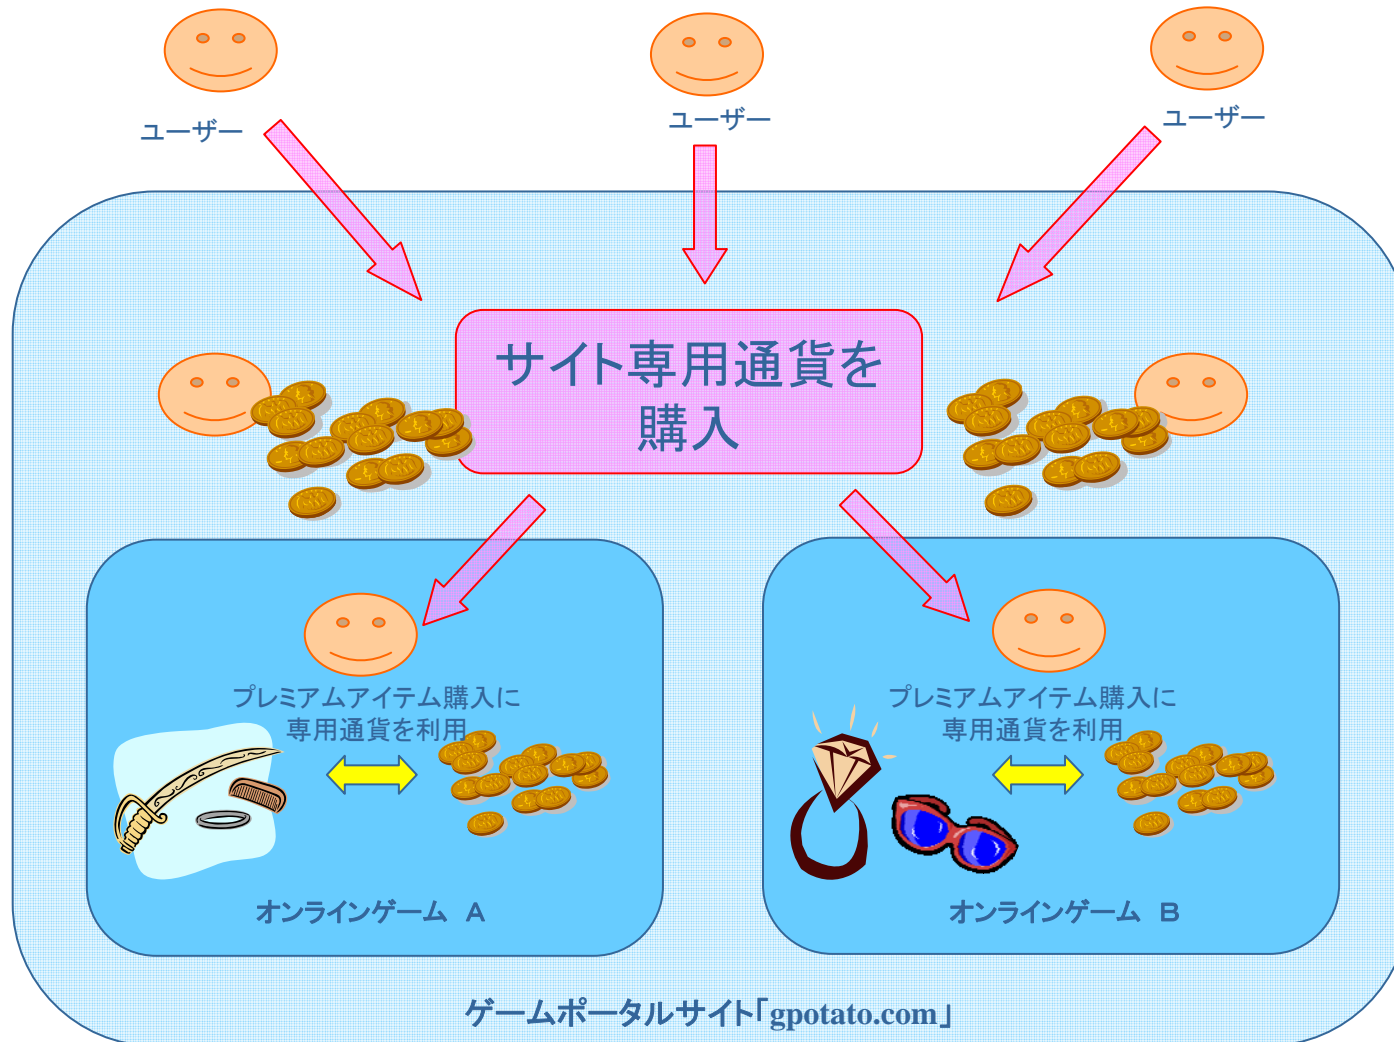 ユーザー
ユーザー
ユーザー
サイト専用通貨を
購入
プレミアムアイテム購入に
専用通貨を利用
プレミアムアイテム購入に
専用通貨を利用
オンラインゲーム　Ａ
オンラインゲーム　Ｂ
ゲームポータルサイト「gpotato.com」